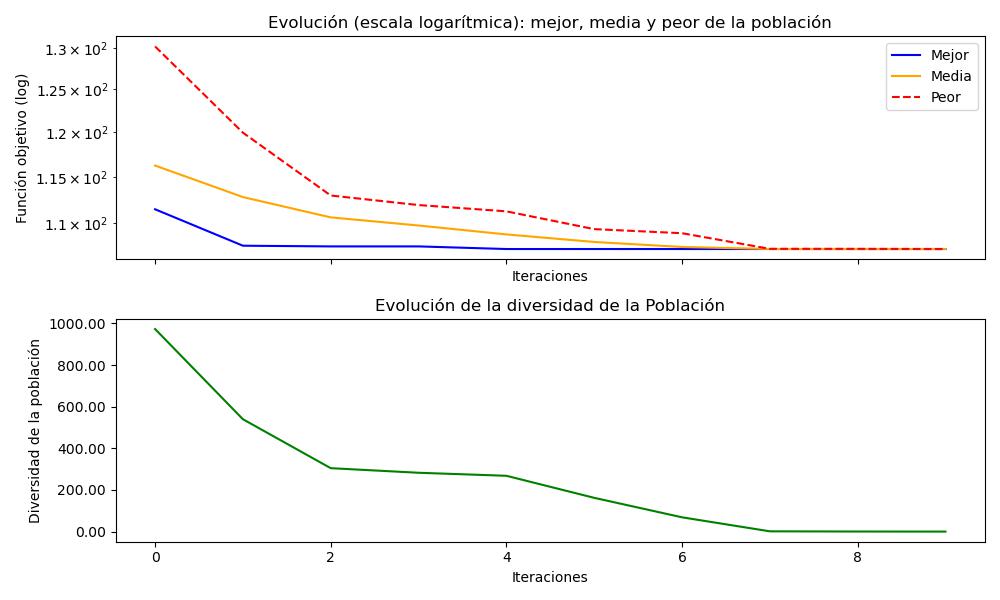 Evolución (escala logarítmica): mejor, media y peor de la población
Función objetivo (log)
1.3 × 10²
1.25 × 10²
1.2 × 10²
1.15 × 10²
1.1 × 10²
Mejor
Media
Peor
Iteraciones
Evolución de la diversidad de la Población
Diversidad de la población
1000.00
800.00
600.00
400.00
200.00
0.00
0 2 4 6 8
Iteraciones